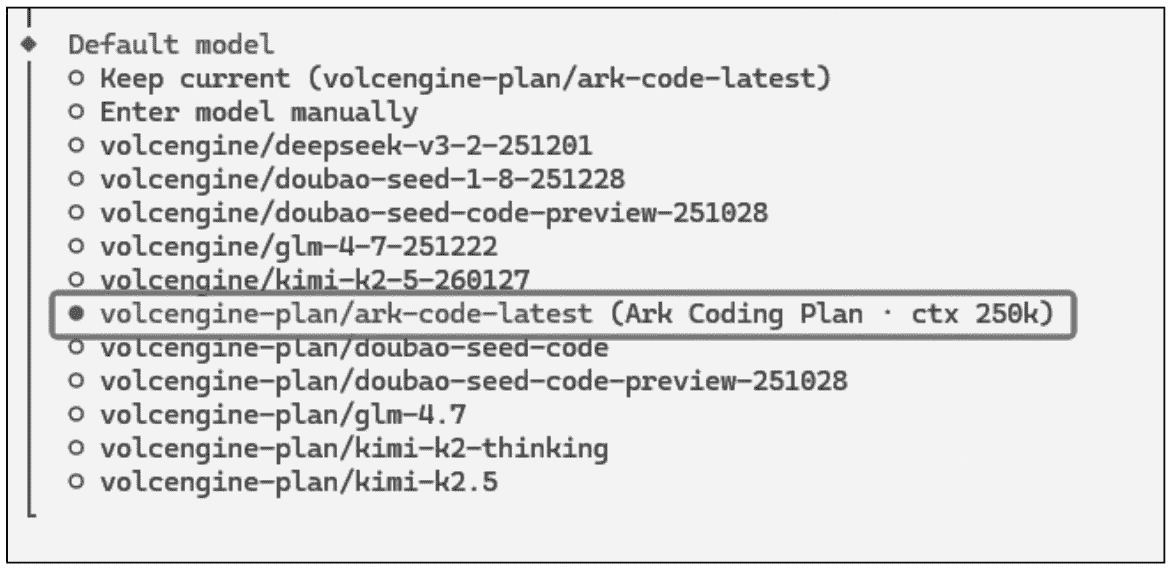 Default model
Keep current (volcengine-plan/ark-code-latest)
Enter model manually
volcengine/deepseek-v3-2-251201
volcengine/doubao-seed-1-8-251228
volcengine/doubao-seed-code-preview-251028
volcengine/glm-4-7-251222
volcengine/kimi-k2-5-260127
volcengine-plan/ark-code-latest (Ark Coding Plan · ctx 250k)
volcengine-plan/doubao-seed-code
volcengine-plan/doubao-seed-code-preview-251028
volcengine-plan/glm-4.7
volcengine-plan/kimi-k2-thinking
volcengine-plan/kimi-k2.5